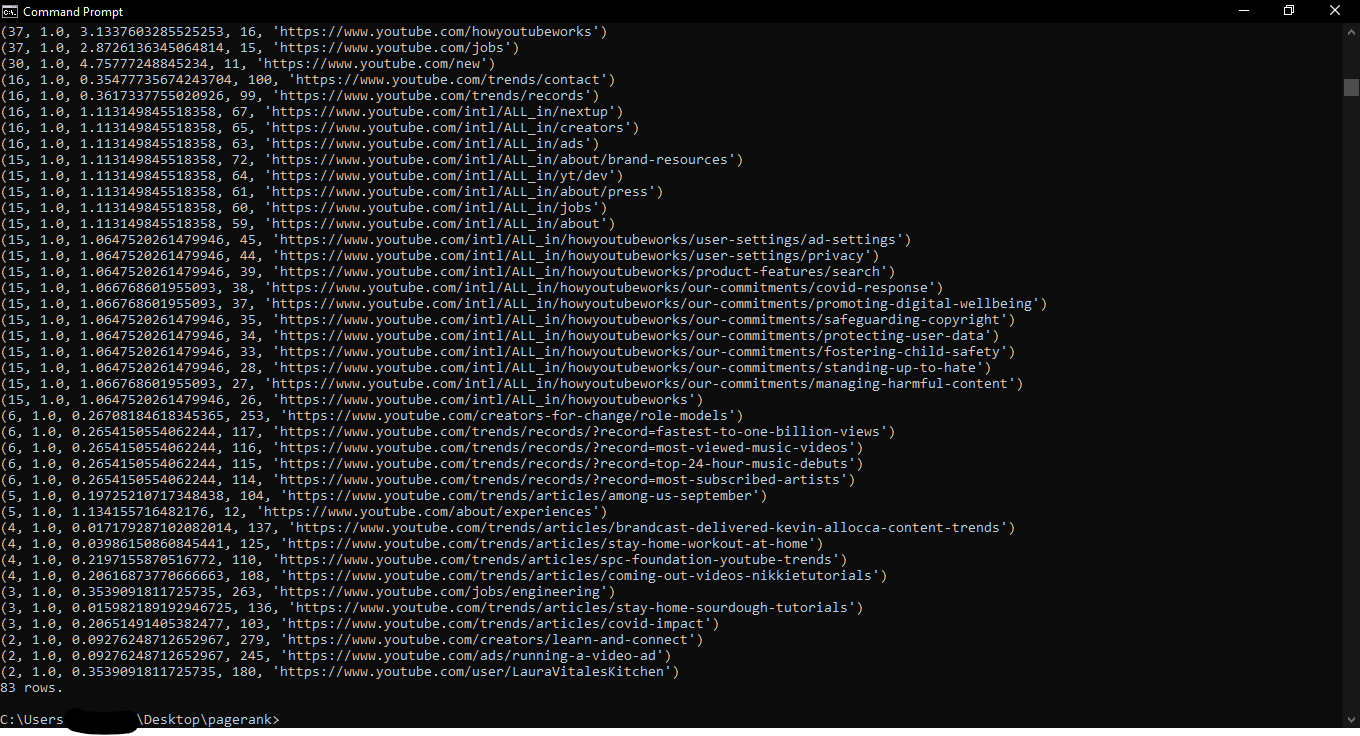 Command Prompt
(37, 1.0, 3.1337603285525253, 16, 'https://www.youtube.com/howyoutubeworks')
(37, 1.0, 2.8726136345064814, 15, 'https://www.youtube.com/jobs')
(30, 1.0, 4.75777248845234, 11, 'https://www.youtube.com/new')
(16, 1.0, 0.35477735674243704, 100, 'https://www.youtube.com/trends/contact')
(16, 1.0, 0.3617337755020926, 99, 'https://www.youtube.com/trends/records')
(16, 1.0, 1.113149845518358, 67, 'https://www.youtube.com/intl/ALL_in/nextup')
(16, 1.0, 1.113149845518358, 65, 'https://www.youtube.com/intl/ALL_in/creators')
(16, 1.0, 1.113149845518358, 63, 'https://www.youtube.com/intl/ALL_in/ads')
(15, 1.0, 1.113149845518358, 72, 'https://www.youtube.com/intl/ALL_in/about/brand-resources')
(15, 1.0, 1.113149845518358, 64, 'https://www.youtube.com/intl/ALL_in/yt/dev')
(15, 1.0, 1.113149845518358, 61, 'https://www.youtube.com/intl/ALL_in/about/press')
(15, 1.0, 1.113149845518358, 60, 'https://www.youtube.com/intl/ALL_in/jobs')
(15, 1.0, 1.113149845518358, 59, 'https://www.youtube.com/intl/ALL_in/about')
(15, 1.0, 1.0647520261479946, 45, 'https://www.youtube.com/intl/ALL_in/howyoutubeworks/user-settings/ad-settings')
(15, 1.0, 1.0647520261479946, 44, 'https://www.youtube.com/intl/ALL_in/howyoutubeworks/user-settings/privacy')
(15, 1.0, 1.0647520261479946, 39, 'https://www.youtube.com/intl/ALL_in/howyoutubeworks/product-features/search')
(15, 1.0, 1.066768601955093, 38, 'https://www.youtube.com/intl/ALL_in/howyoutubeworks/our-commitments/covid-response')
(15, 1.0, 1.066768601955093, 37, 'https://www.youtube.com/intl/ALL_in/howyoutubeworks/our-commitments/promoting-digital-wellbeing')
(15, 1.0, 1.0647520261479946, 35, 'https://www.youtube.com/intl/ALL_in/howyoutubeworks/our-commitments/safeguarding-copyright')
(15, 1.0, 1.0647520261479946, 34, 'https://www.youtube.com/intl/ALL_in/howyoutubeworks/our-commitments/protecting-user-data')
(15, 1.0, 1.0647520261479946, 33, 'https://www.youtube.com/intl/ALL_in/howyoutubeworks/our-commitments/fostering-child-safety')
(15, 1.0, 1.0647520261479946, 28, 'https://www.youtube.com/intl/ALL_in/howyoutubeworks/our-commitments/standing-up-to-hate')
(15, 1.0, 1.066768601955093, 27, 'https://www.youtube.com/intl/ALL_in/howyoutubeworks/our-commitments/managing-harmful-content')
(15, 1.0, 1.0647520261479946, 26, 'https://www.youtube.com/intl/ALL_in/howyoutubeworks')
(6, 1.0, 0.26708184618345365, 253, 'https://www.youtube.com/creators-for-change/role-models')
(6, 1.0, 0.2654150554062244, 117, 'https://www.youtube.com/trends/records/?record=fastest-to-one-billion-views')
(6, 1.0, 0.2654150554062244, 116, 'https://www.youtube.com/trends/records/?record=most-viewed-music-videos')
(6, 1.0, 0.2654150554062244, 115, 'https://www.youtube.com/trends/records/?record=top-24-hour-music-debuts')
(6, 1.0, 0.2654150554062244, 114, 'https://www.youtube.com/trends/records/?record=most-subscribed-artists')
(5, 1.0, 0.19725210717348438, 104, 'https://www.youtube.com/trends/articles/among-us-september')
(5, 1.0, 1.134155716482176, 12, 'https://www.youtube.com/about/experiences')
(4, 1.0, 0.017179287102082014, 137, 'https://www.youtube.com/trends/articles/brandcast-delivered-kevin-allocca-content-trends')
(4, 1.0, 0.03986150860845441, 125, 'https://www.youtube.com/trends/articles/stay-home-workout-at-home')
(4, 1.0, 0.2197155870516772, 110, 'https://www.youtube.com/trends/articles/spc-foundation-youtube-trends')
(4, 1.0, 0.20616873770666663, 108, 'https://www.youtube.com/trends/articles/coming-out-videos-nikkietutorials')
(3, 1.0, 0.3539091811725735, 263, 'https://www.youtube.com/jobs/engineering')
(3, 1.0, 0.015982189192946725, 136, 'https://www.youtube.com/trends/articles/stay-home-sourdough-tutorials')
(3, 1.0, 0.20651491405382477, 103, 'https://www.youtube.com/trends/articles/covid-impact')
(2, 1.0, 0.09276248712652967, 279, 'https://www.youtube.com/creators/learn-and-connect')
(2, 1.0, 0.09276248712652967, 245, 'https://www.youtube.com/ads/running-a-video-ad')
(2, 1.0, 0.3539091811725735, 180, 'https://www.youtube.com/user/LauraVitalesKitchen')
83 rows.
C:\Users \Desktop\pagerank>